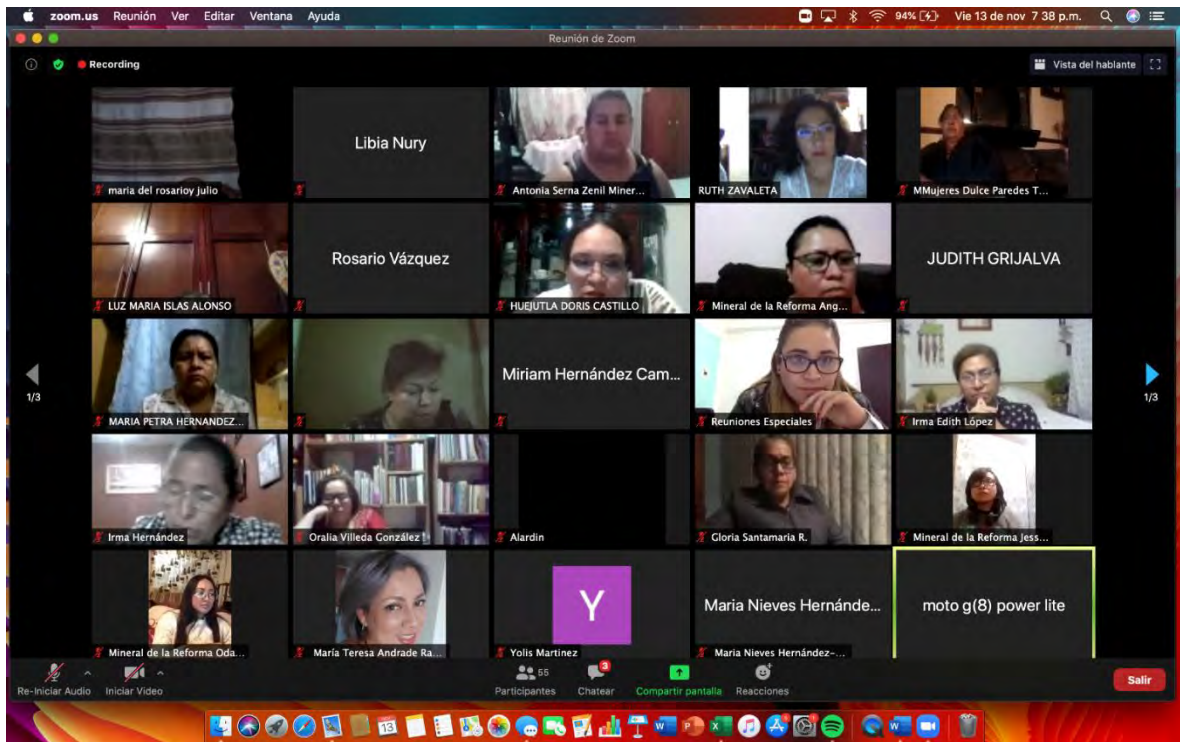 zoom.us Reunión Ver Editar Ventana Ayuda 94% Vie 13 de nov 7 38 p.m.
Reunión de Zoom
Recording Vista del hablante
Libia Nury
maria del rosarioy julio
Antonia Serna Zenil Miner...
RUTH ZAVALETA
MMujeres Dulce Paredes T...
Rosario Vázquez
JUDITH GRIJALVA
LUZ MARIA ISLAS ALONSO
HUEJUTLA DORIS CASTILLO
Mineral de la Reforma Ang...
Miriam Hernández Cam...
1/3
1/3
MARIA PETRA HERNANDEZ...
Reuniones Especiales
Irma Edith López
Irma Hernández
Oralia Villeda González !
Alardin
Gloria Santamaria R.
Mineral de la Reforma Jess...
Y
Maria Nieves Hernánde...
moto g(8) power lite
Mineral de la Reforma Oda...
María Teresa Andrade Ra...
Yolis Martinez
Maria Nieves Hernández-...
55
3
Re-Iniciar Audio
Iniciar Video
Participantes
Chatear
Compartir pantalla
Reacciones
Salir
13